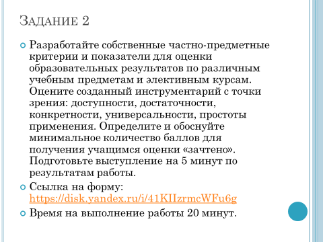 Задание 2
Разработайте собственные частно-предметные
критерии и показатели для оценки
образовательных результатов по различным
учебным предметам и элективным курсам.
Оцените созданный инструментарий с точки
зрения: доступности, достаточности,
конкретности, универсальности, простоты
применения. Определите и обоснуйте
минимальное количество баллов для
получения учащимся оценки «зачтено».
Подготовьте выступление на 5 минут по
результатам работы.
Ссылка на форму:
https://disk.yandex.ru/i/41KIIzrmcWFu6g
Время на выполнение работы 20 минут.